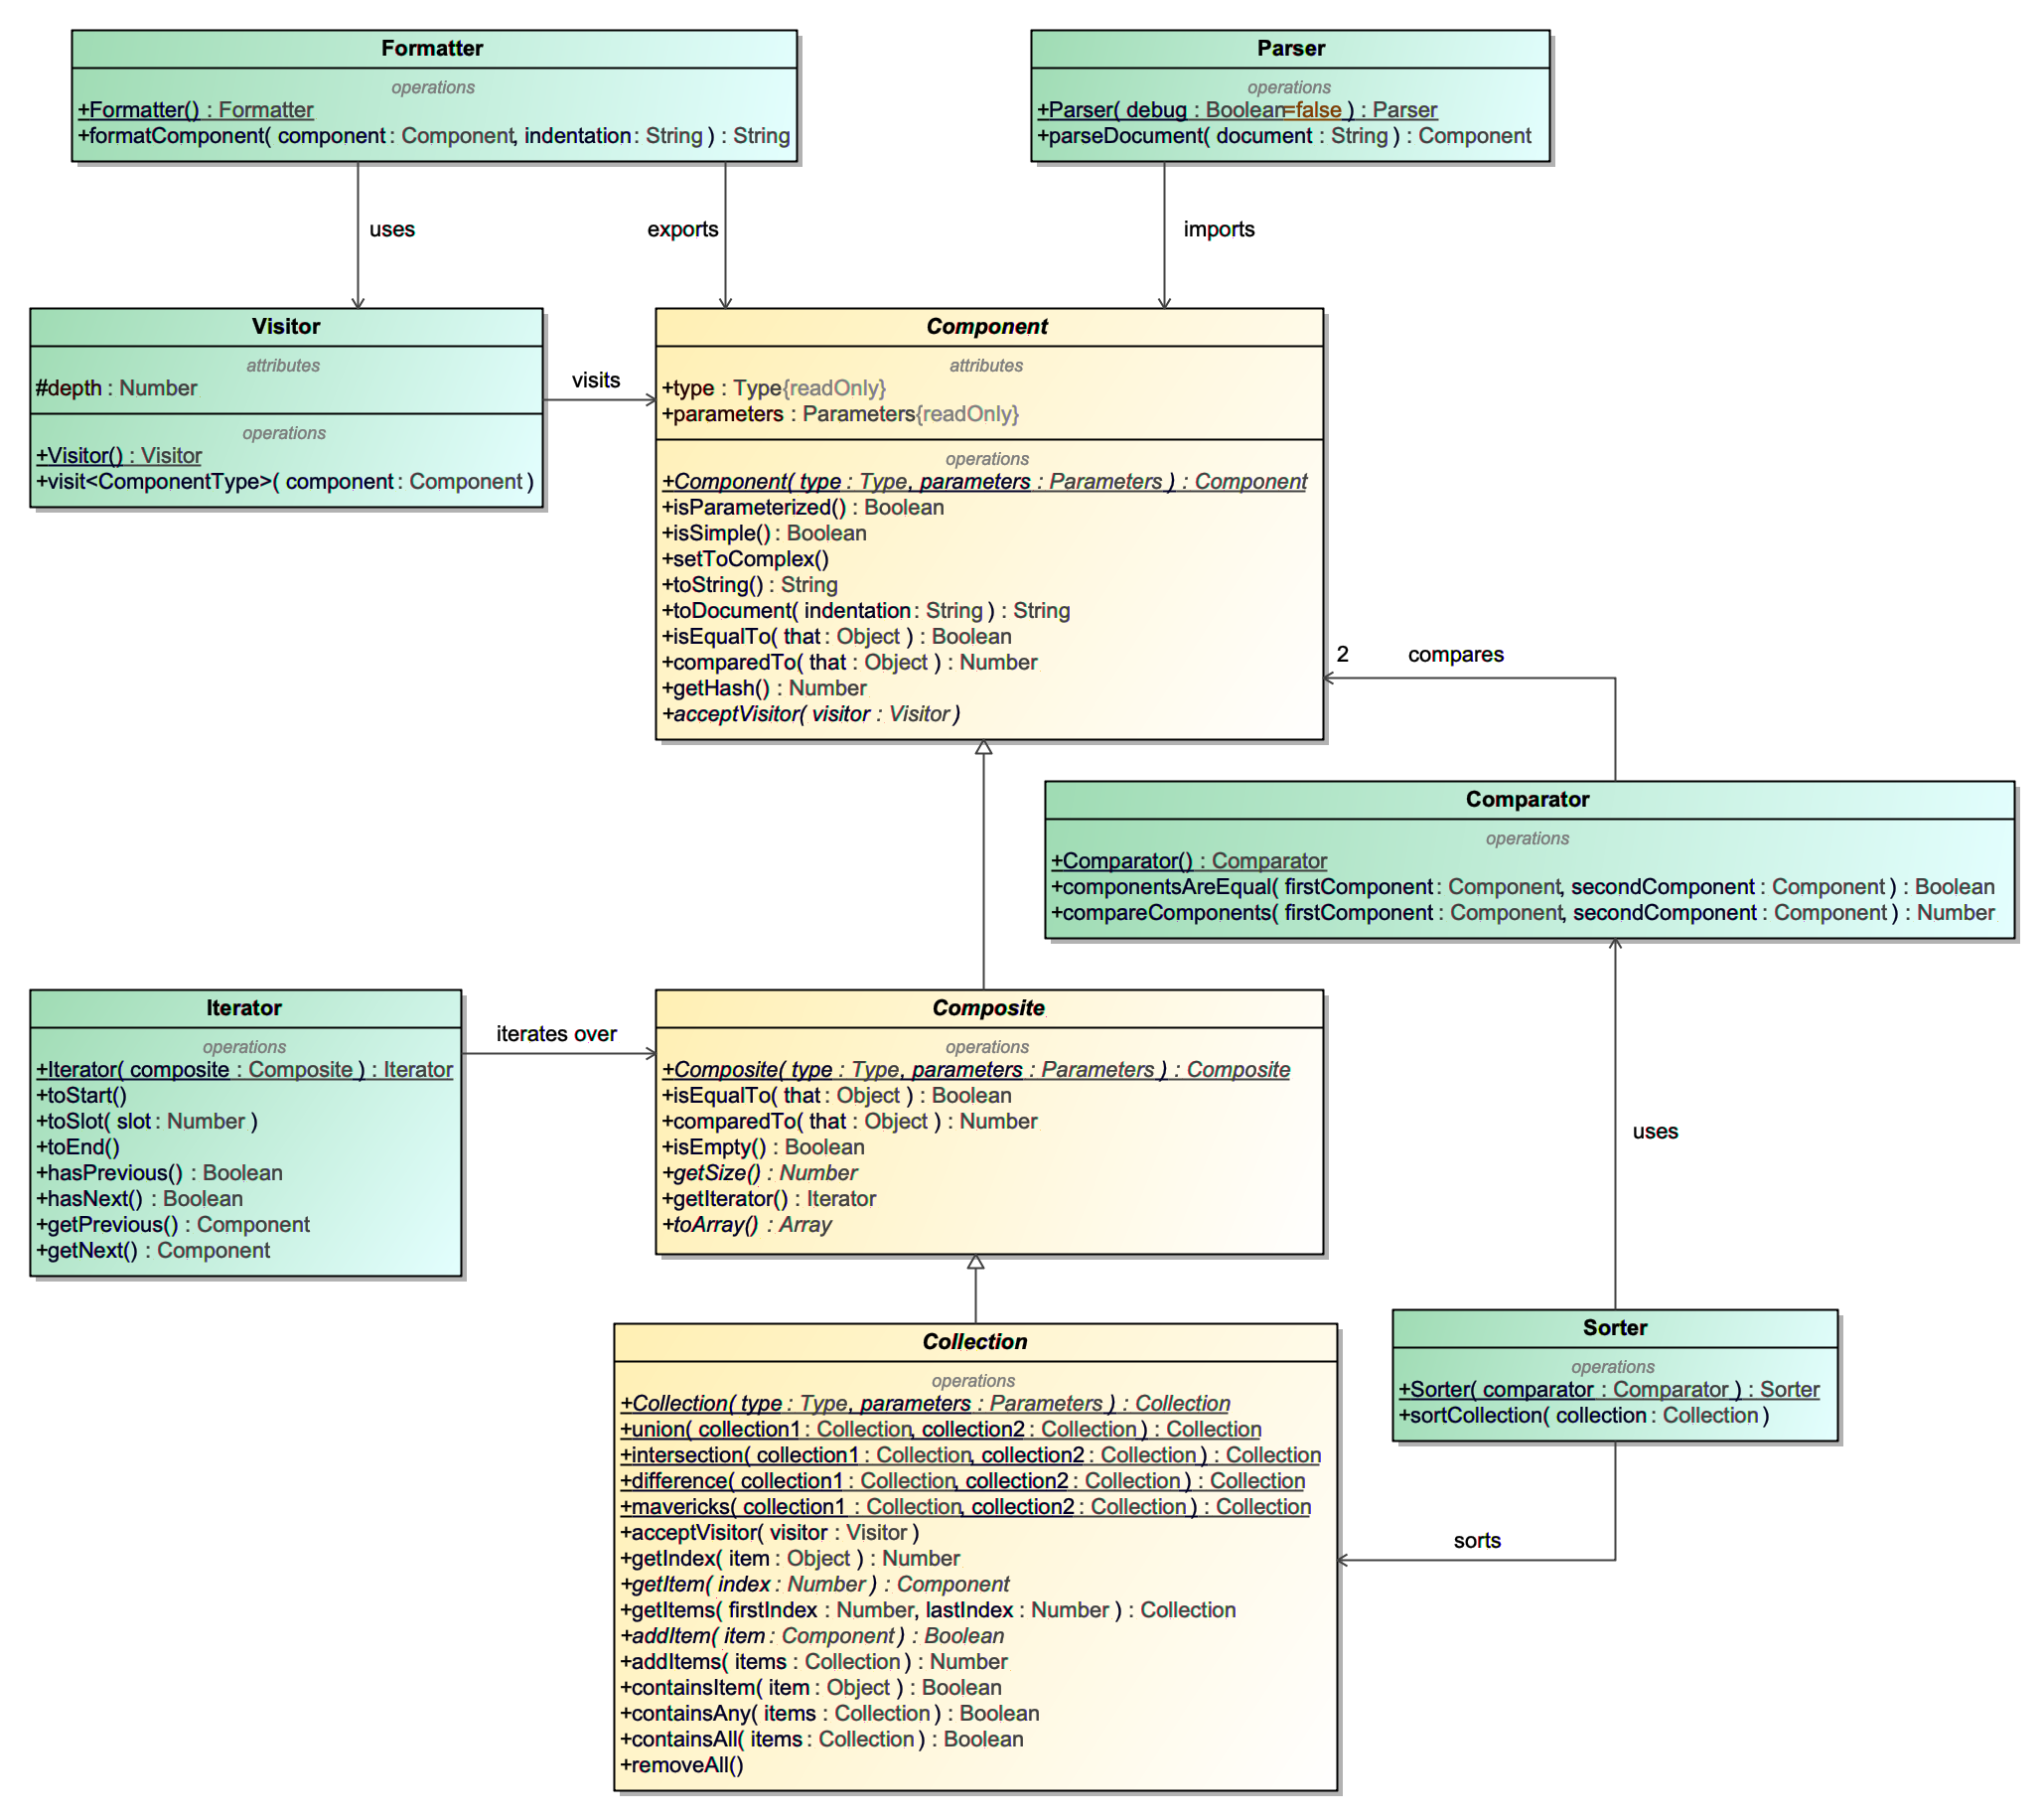 Formatter
operations
+Formatter() : Formatter
+formatComponent( component : Component, indentation : String ) : String
Parser
operations
+Parser( debug : Boolean=false ) : Parser
+parseDocument( document : String ) : Component
uses
exports
imports
Visitor
attributes
#depth : Number
operations
+Visitor() : Visitor
+visit<ComponentType>( component : Component )
visits
Component
attributes
+type : Type{readOnly}
+parameters : Parameters{readOnly}
operations
+Component( type : Type, parameters : Parameters ) : Component
+isParameterized() : Boolean
+isSimple() : Boolean
+setToComplex()
+toString() : String
+toDocument( indentation : String ) : String
+isEqualTo( that : Object ) : Boolean
+comparedTo( that : Object ) : Number
+getHash() : Number
+acceptVisitor( visitor : Visitor )
2
compares
Comparator
operations
+Comparator() : Comparator
+componentsAreEqual( firstComponent : Component, secondComponent : Component ) : Boolean
+compareComponents( firstComponent : Component, secondComponent : Component ) : Number
Iterator
operations
+Iterator( composite : Composite ) : Iterator
+toStart()
+toSlot( slot : Number )
+toEnd()
+hasPrevious() : Boolean
+hasNext() : Boolean
+getPrevious() : Component
+getNext() : Component
iterates over
Composite
operations
+Composite( type : Type, parameters : Parameters ) : Composite
+isEqualTo( that : Object ) : Boolean
+comparedTo( that : Object ) : Number
+isEmpty() : Boolean
+getSize() : Number
+getIterator() : Iterator
+toArray() : Array
uses
Collection
operations
+Collection( type : Type, parameters : Parameters ) : Collection
+union( collection1 : Collection, collection2 : Collection ) : Collection
+intersection( collection1 : Collection, collection2 : Collection ) : Collection
+difference( collection1 : Collection, collection2 : Collection ) : Collection
+mavericks( collection1 : Collection, collection2 : Collection ) : Collection
+acceptVisitor( visitor : Visitor )
+getIndex( item : Object ) : Number
+getItem( index : Number ) : Component
+getItems( firstIndex : Number, lastIndex : Number ) : Collection
+addItem( item : Component ) : Boolean
+addItems( items : Collection ) : Number
+containsItem( item : Object ) : Boolean
+containsAny( items : Collection ) : Boolean
+containsAll( items : Collection ) : Boolean
+removeAll()
Sorter
operations
+Sorter( comparator : Comparator ) : Sorter
+sortCollection( collection : Collection )
sorts